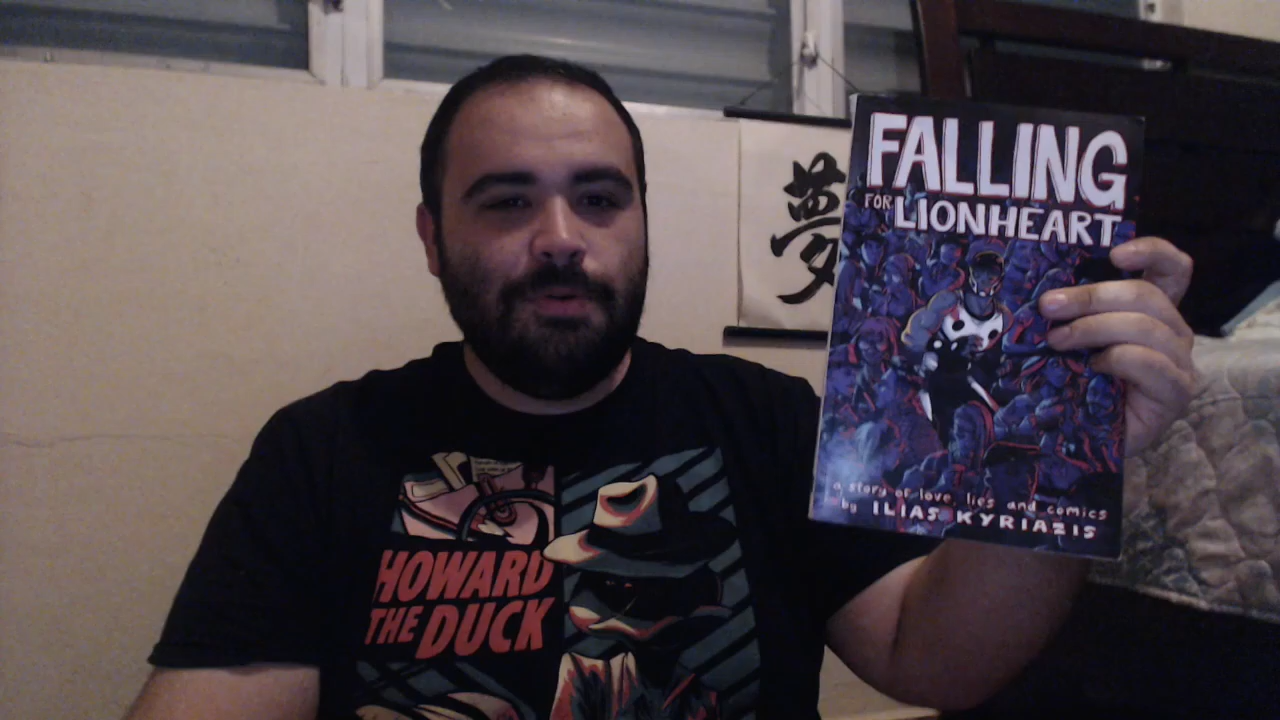 夢
FALLING
FOR LIONHEART
a story of love, lies and comics
by ILIAS KYRIAZIS
HOWARD
THE DUCK